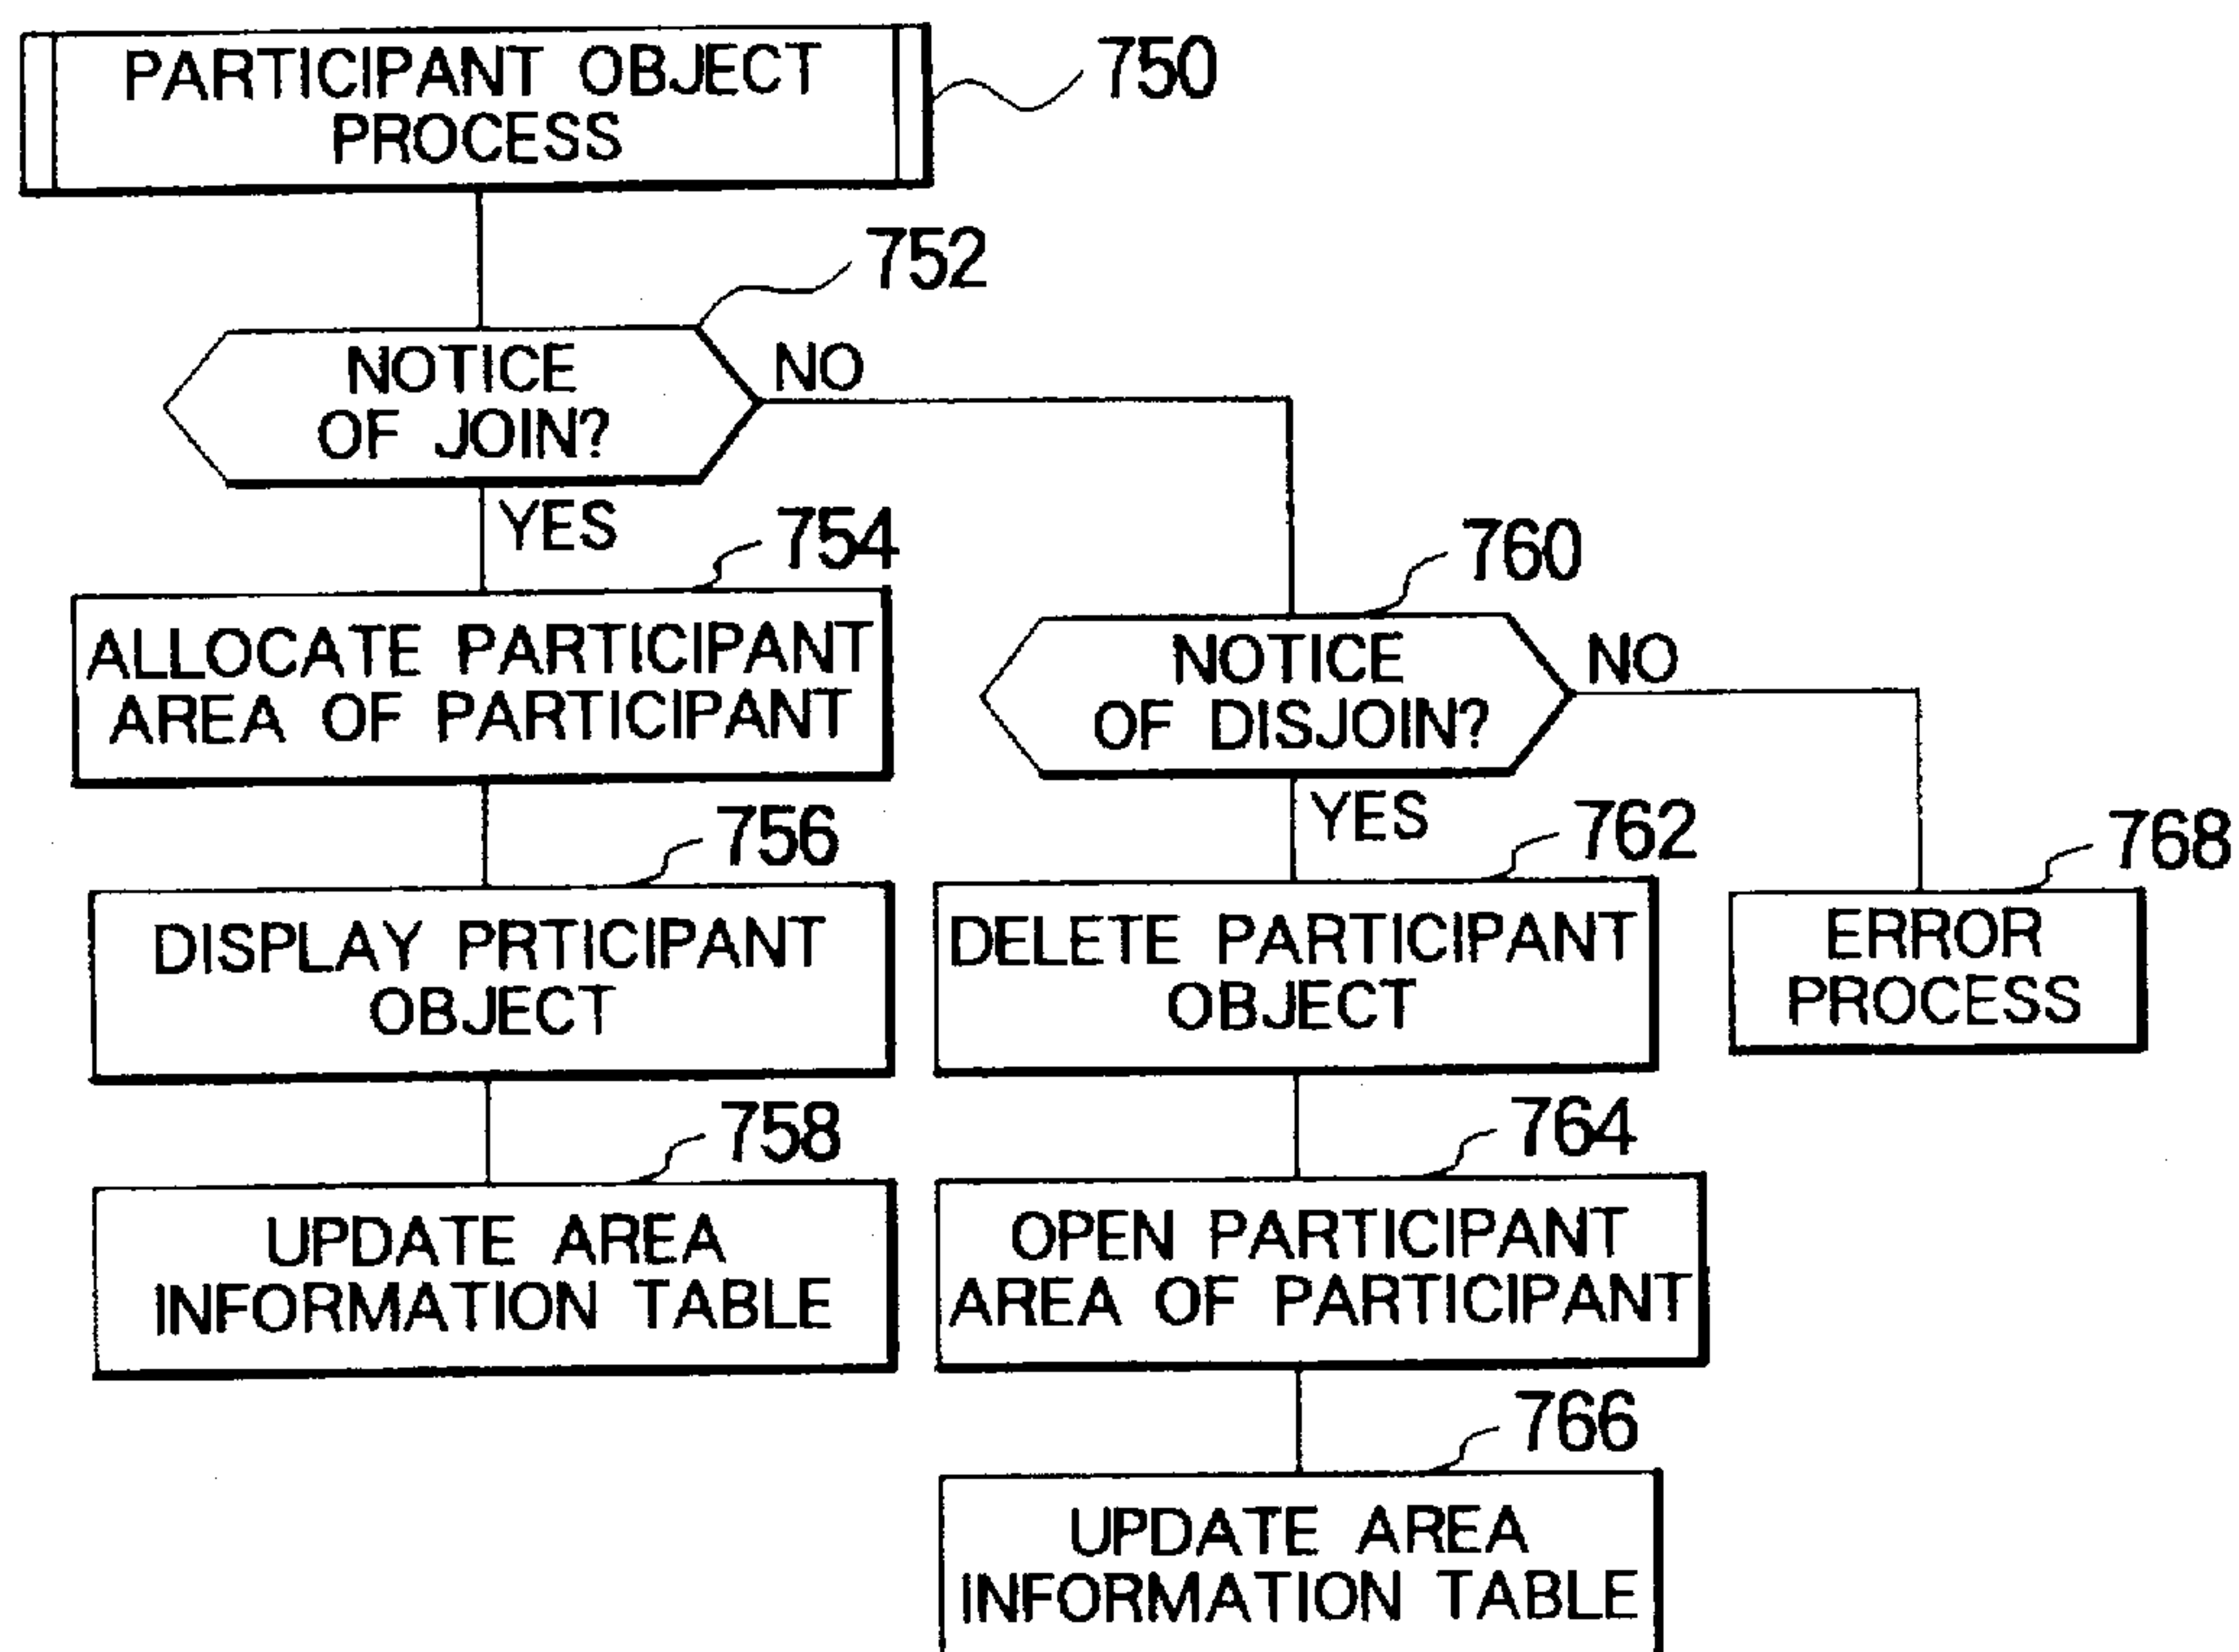 PARTICIPANT OBJECT
PROCESS
750
752
NOTICE
OF JOIN?
NO
YES
754
ALLOCATE PARTICIPANT
AREA OF PARTICIPANT
756
DISPLAY PRTICIPANT
OBJECT
758
UPDATE AREA
INFORMATION TABLE
760
NOTICE
OF DISJOIN?
NO
YES
762
DELETE PARTICIPANT
OBJECT
764
OPEN PARTICIPANT
AREA OF PARTICIPANT
766
UPDATE AREA
INFORMATION TABLE
768
ERROR
PROCESS